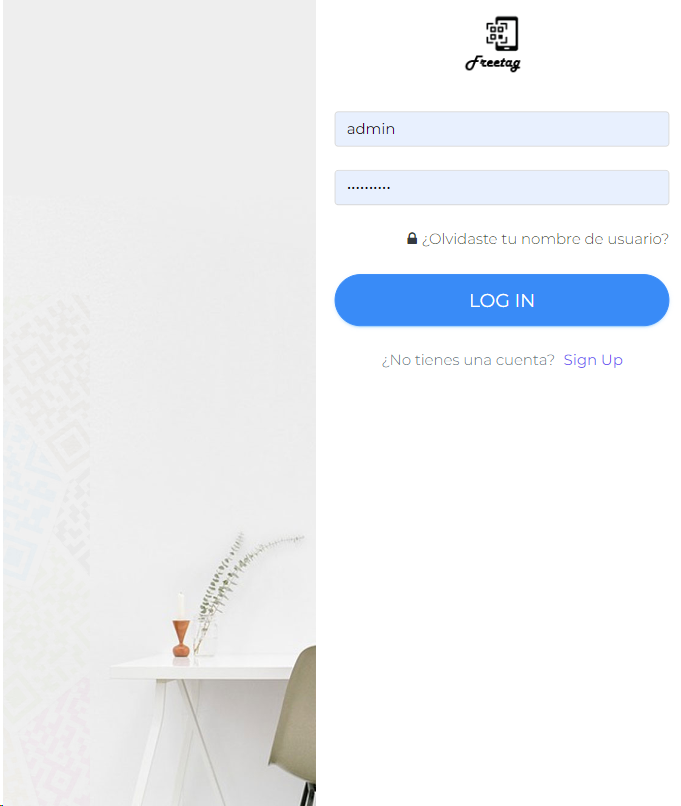 Freetag
admin
••••••••••
¿Olvidaste tu nombre de usuario?
LOG IN
¿No tienes una cuenta? Sign Up